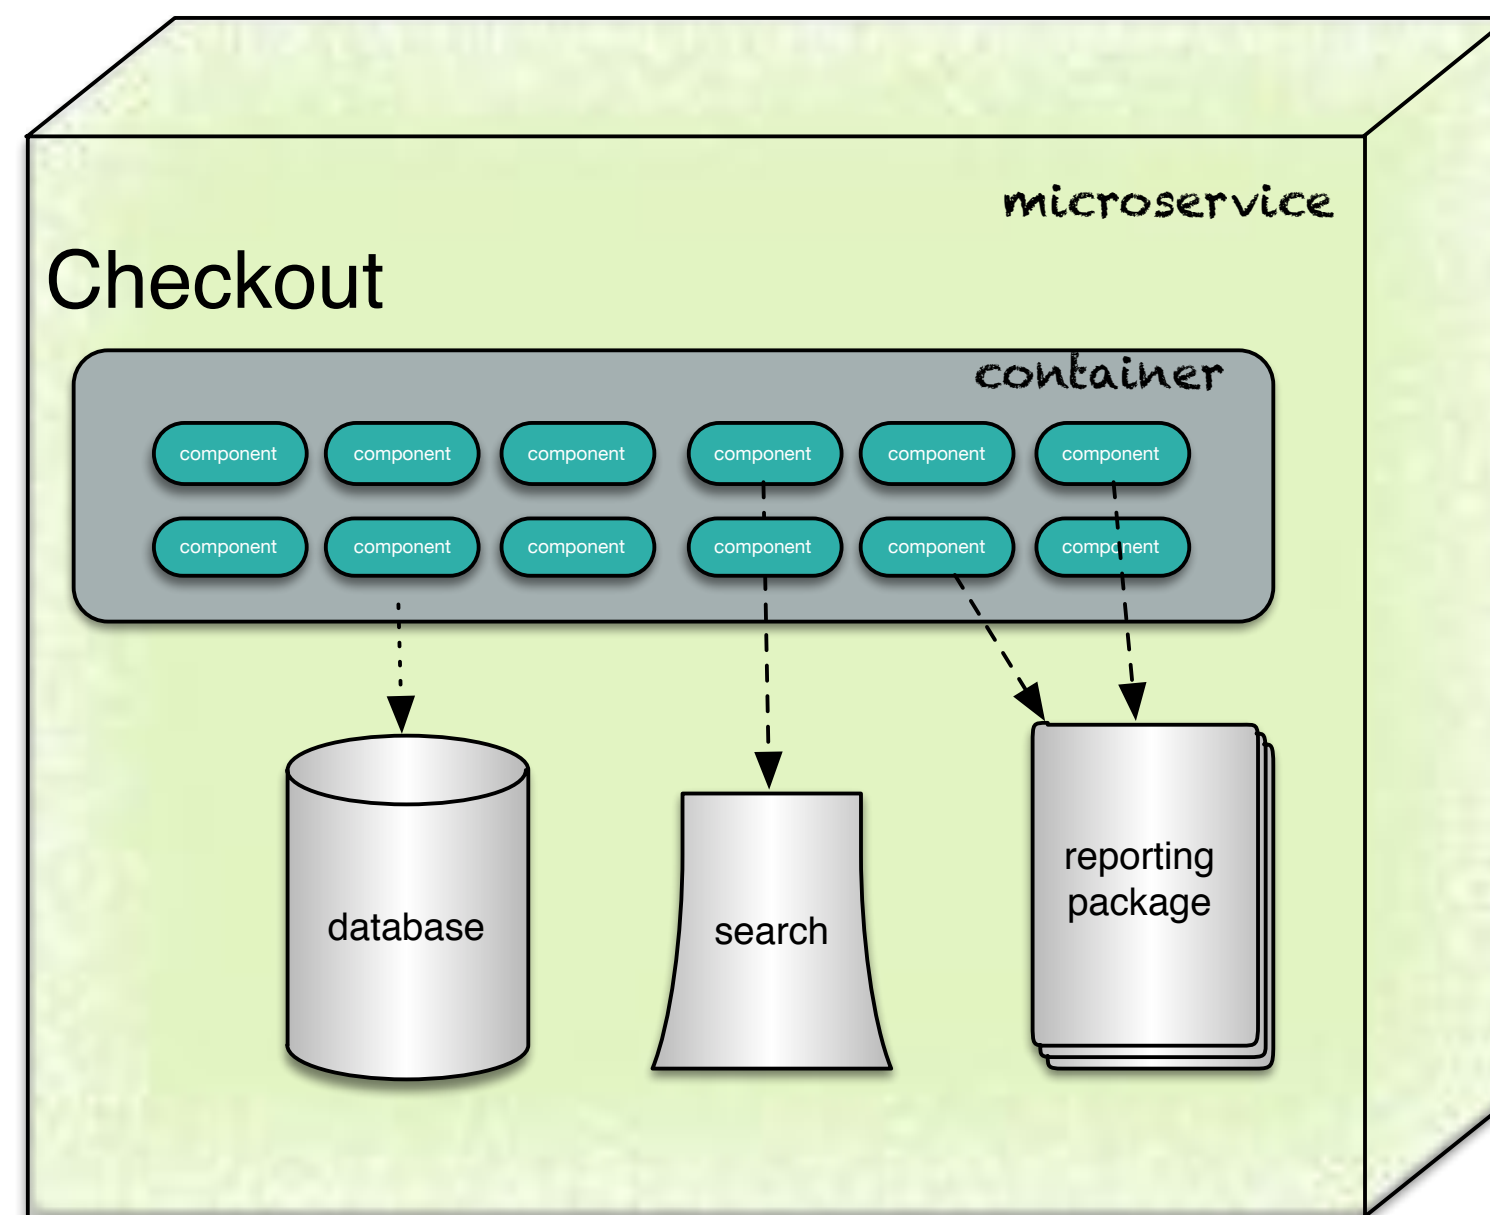 microservice
Checkout
container
component component component component component component
component component component component component component
database
search
reporting
package